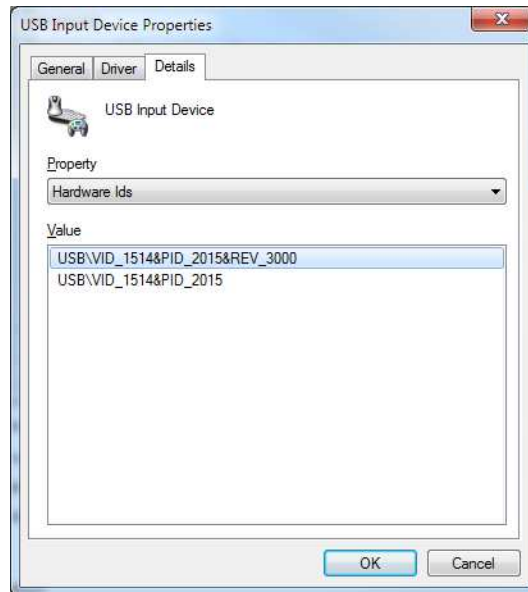 USB Input Device Properties
General Driver Details
USB Input Device
Property
Hardware Ids
Value
USB\VID_1514&PID_2015&REV_3000
USB\VID_1514&PID_2015
OK Cancel